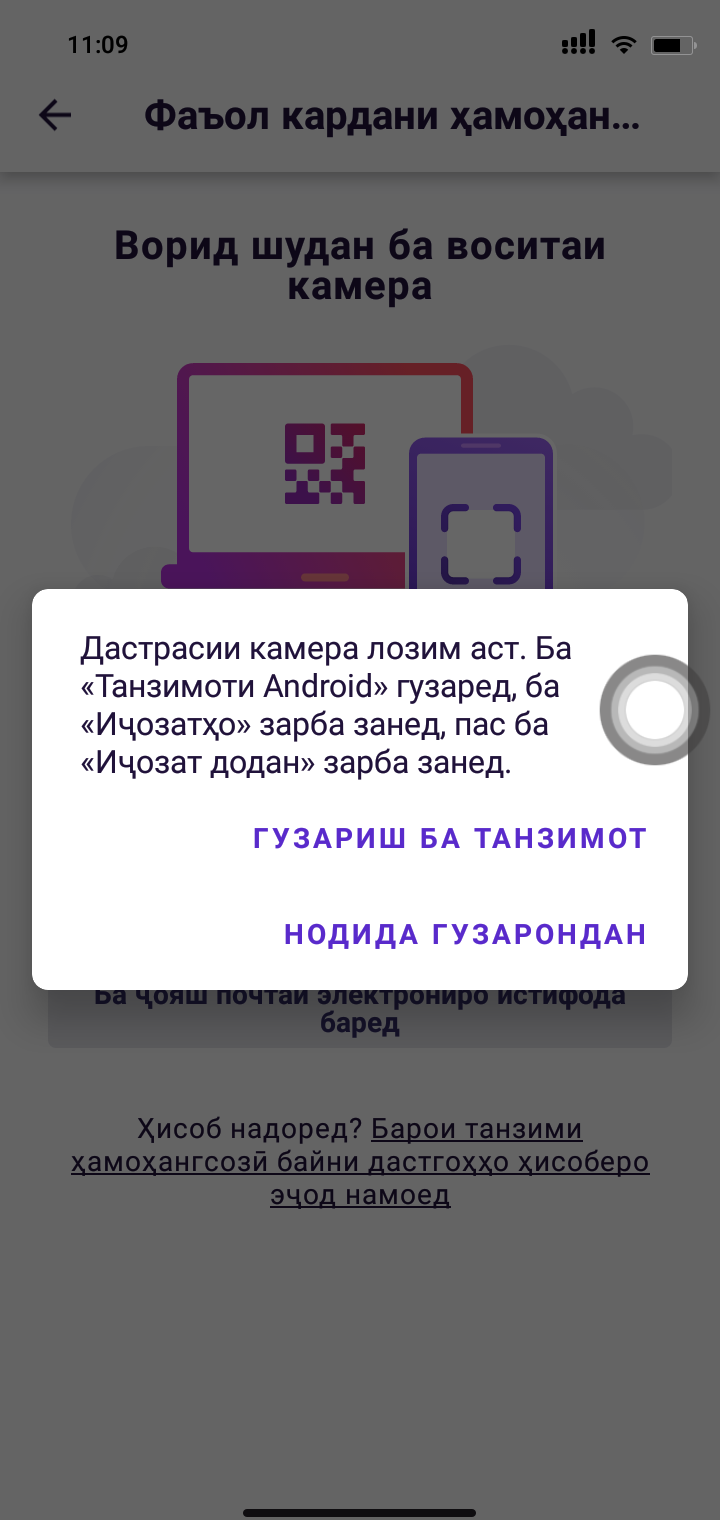 11:09
Фаъол кардани ҳамоҳан...
Ворид шудан ба воситаи
камера
Дастрасии камера лозим аст. Ба
«Танзимоти Android» гузаред, ба
«Иҷозатҳо» зарба занед, пас ба
«Иҷозат додан» зарба занед.
ГУЗАРИШ БА ТАНЗИМОТ
НОДИДА ГУЗАРОНДАН
Ба ҷояш почтаи электрониро истифода
баред
Ҳисоб надоред? Барои танзими
ҳамоҳангсозӣ байни дастгоҳҳо ҳисоберо
эҷод намоед